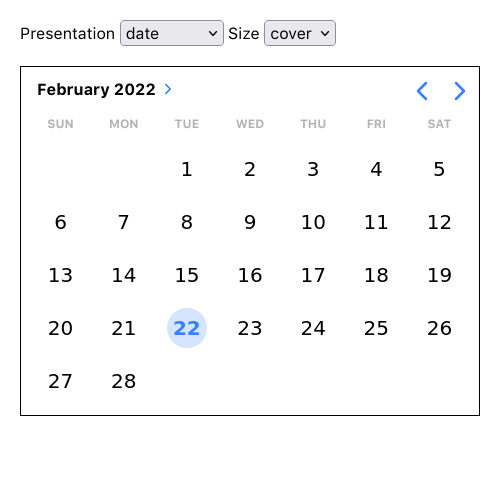 Presentation date Size cover
February 2022
SUN MON TUE WED THU FRI SAT
1 2 3 4 5
6 7 8 9 10 11 12
13 14 15 16 17 18 19
20 21 22 23 24 25 26
27 28